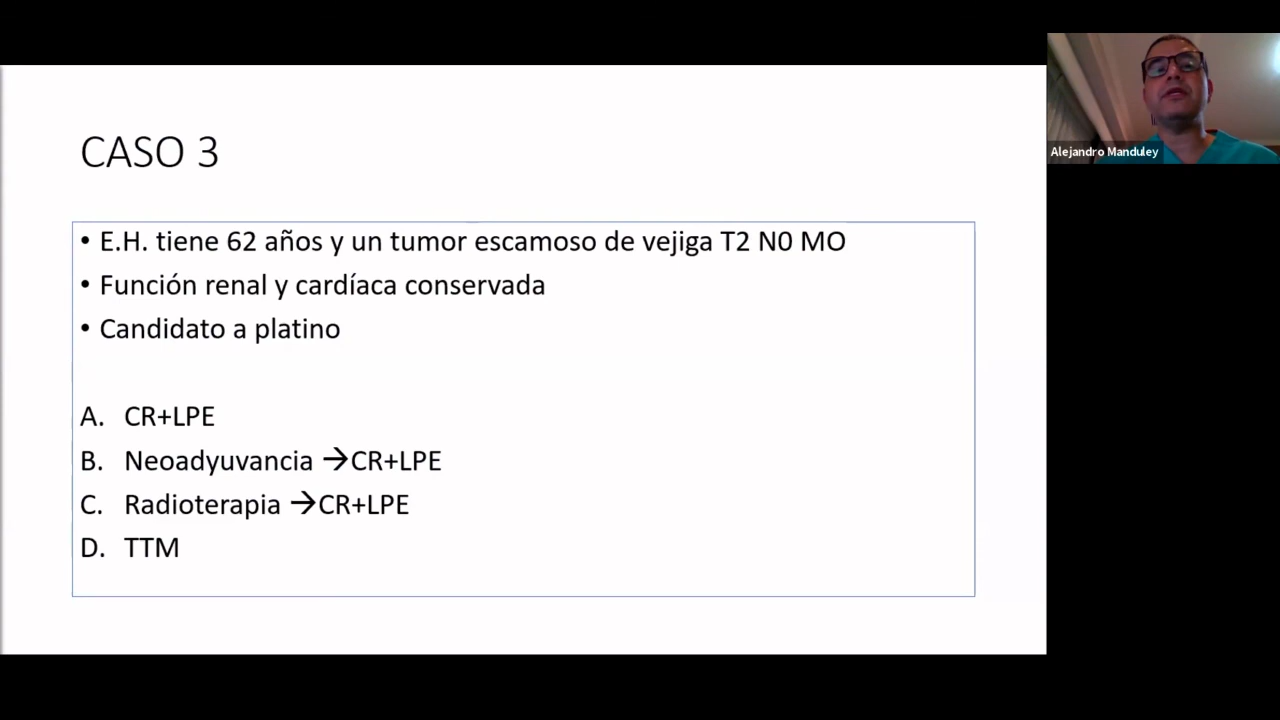 CASO 3
• E.H. tiene 62 años y un tumor escamoso de vejiga T2 N0 MO
• Función renal y cardíaca conservada
• Candidato a platino
A. CR+LPE
B. Neoadyuvancia →CR+LPE
C. Radioterapia →CR+LPE
D. TTM
Alejandro Manduley